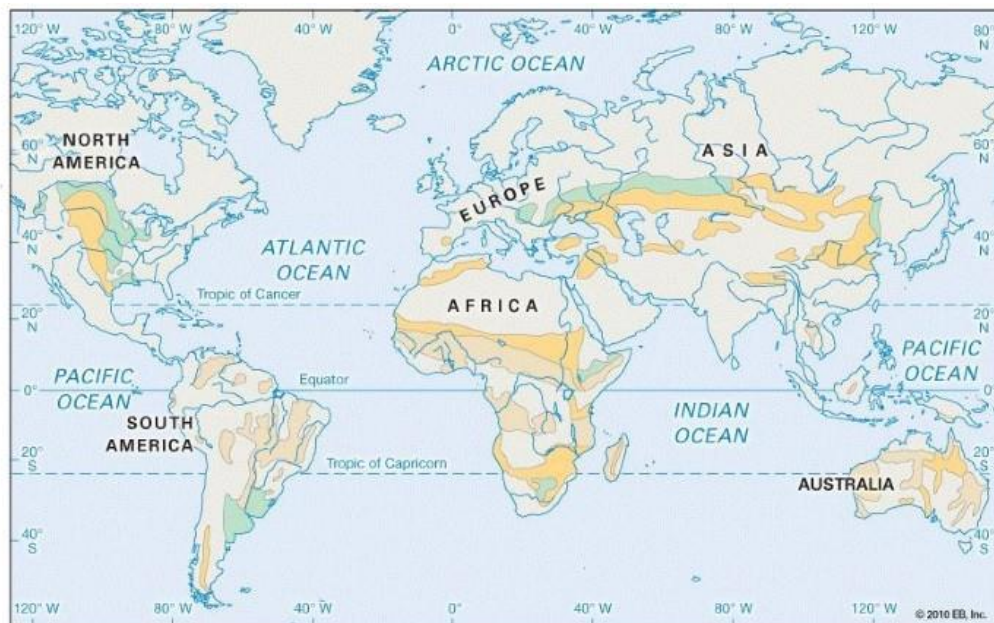 120° W 80° W 40° W 0° 40° E 80° E 120° W 80° N
ARCTIC OCEAN
NORTH
AMERICA
60°
N
EUROPE
ASIA
60°
N
40°
N
ATLANTIC
OCEAN
40°
N
Tropic of Cancer
AFRICA
20°
N
20°
N
PACIFIC
OCEAN
0°
Equator
PACIFIC
OCEAN
0°
SOUTH
AMERICA
INDIAN
OCEAN
20°
S
Tropic of Capricorn
20°
S
AUSTRALIA
40°
S
40°
S
120° W 80° W 40° W 0° 40° E 80° E 120° W
© 2010 EB, Inc.